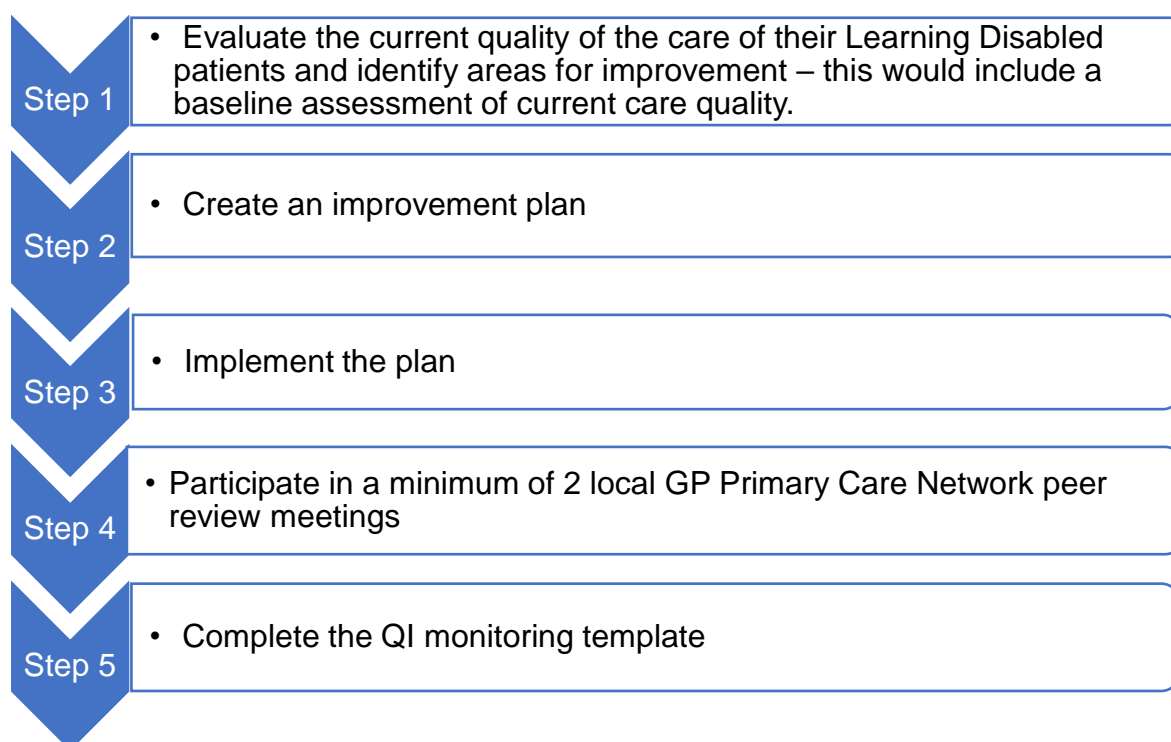 Step 1
• Evaluate the current quality of the care of their Learning Disabled
patients and identify areas for improvement – this would include a
baseline assessment of current care quality.
Step 2
• Create an improvement plan
Step 3
• Implement the plan
Step 4
• Participate in a minimum of 2 local GP Primary Care Network peer
review meetings
Step 5
• Complete the QI monitoring template